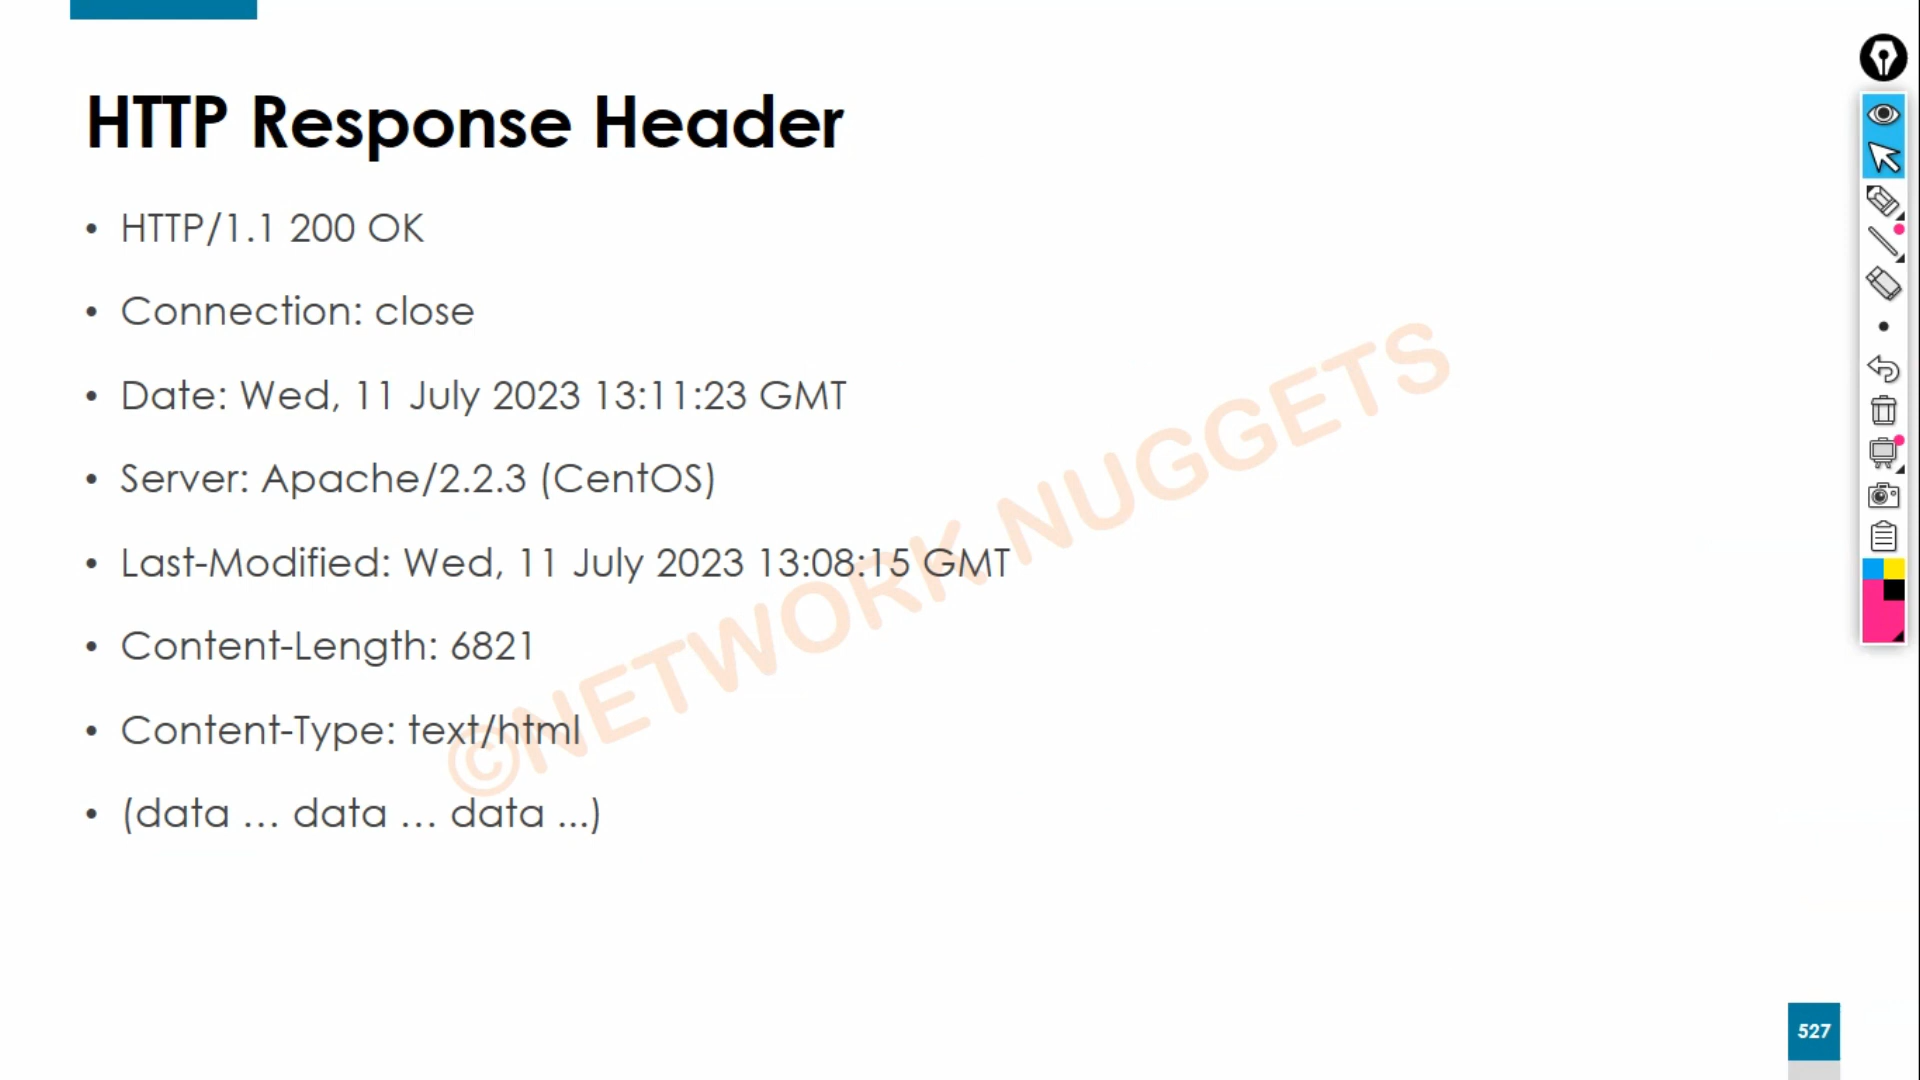 HTTP Response Header
• HTTP/1.1 200 OK
• Connection: close
• Date: Wed, 11 July 2023 13:11:23 GMT
• Server: Apache/2.2.3 (CentOS)
• Last-Modified: Wed, 11 July 2023 13:08:15 GMT
• Content-Length: 6821
• Content-Type: text/html
• (data … data … data ...)
©NETWORK NUGGETS
527